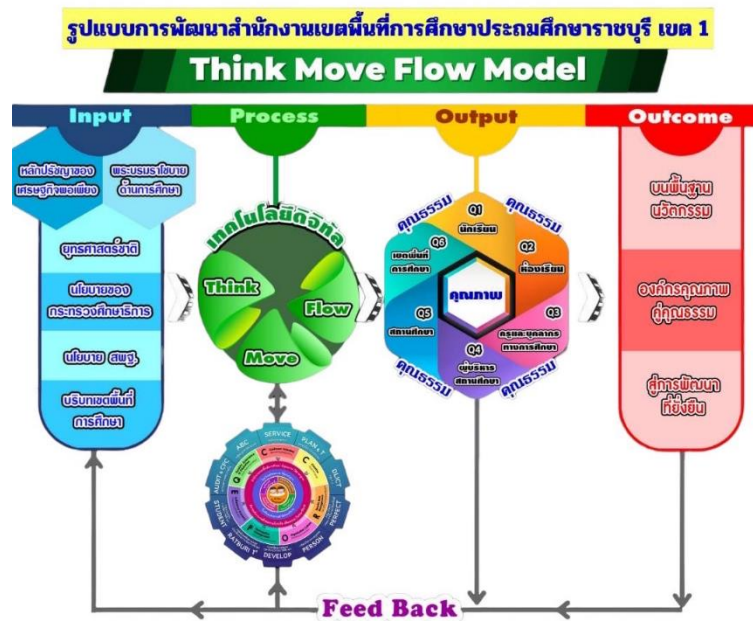 รูปแบบการพัฒนาสำนักงานเขตพื้นที่การศึกษาประถมศึกษาราชบุรี เขต 1
Think Move Flow Model
Input
Process
Output
Outcome
หลักปรัชญาของ
เศรษฐกิจพอเพียง
พระบรมราโชบาย
ด้านการศึกษา
ยุทธศาสตร์ชาติ
นโยบายของ
กระทรวงศึกษาธิการ
นโยบาย สพฐ.
บริบทเขตพื้นที่
การศึกษา
เทคโนโลยีดิจิทัล
Think
Flow
Move
คุณธรรม
คุณธรรม
Q1
นักเรียน
Q6
เขตพื้นที่
การศึกษา
Q2
ห้องเรียน
คุณภาพ
Q5
สถานศึกษา
Q3
ครูและบุคลากร
ทางการศึกษา
Q4
ผู้บริหาร
สถานศึกษา
คุณธรรม
คุณธรรม
บนพื้นฐาน
นวัตกรรม
องค์กรคุณภาพ
คู่คุณธรรม
สู่การพัฒนา
ที่ยั่งยืน
ABC
SERVICE
PLAN &
DLICT
PERFECT
PERSON
DEVELOP
RATBURI 1
STUDENT
AUDIT & CFC
Q
C
C
E
R
P
O
Feed Back